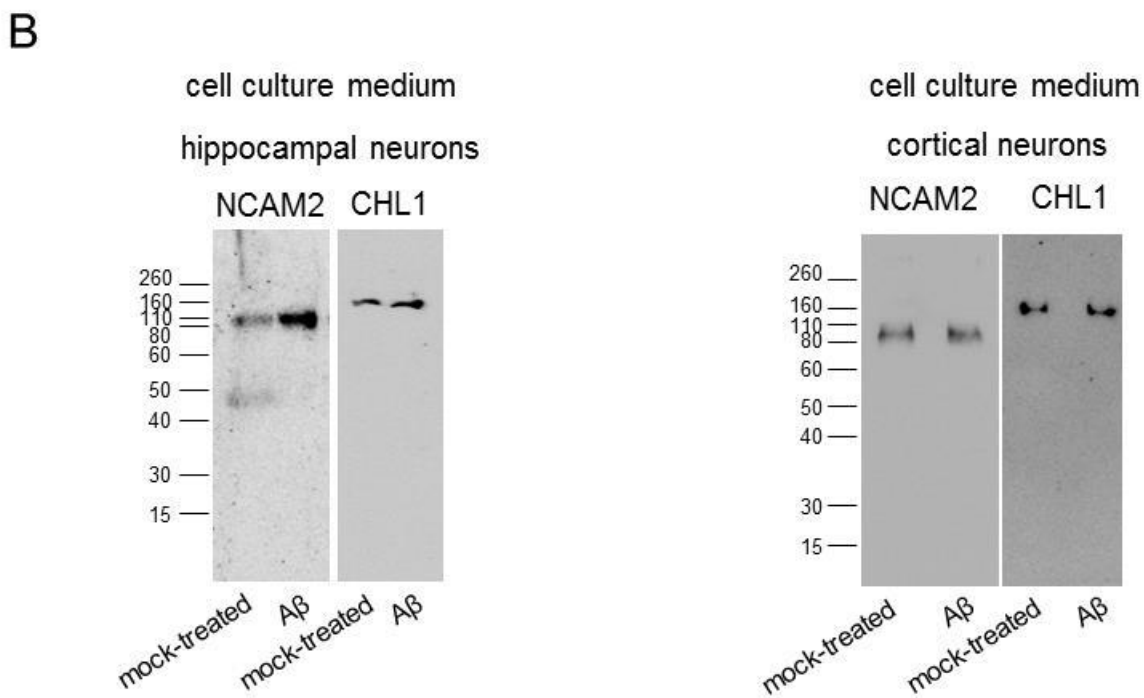 B
cell culture medium
hippocampal neurons
NCAM2 CHL1
260
160
110
80
60
50
40
30
15
mock-treated
Aβ
mock-treated
Aβ
cell culture medium
cortical neurons
NCAM2 CHL1
260
160
110
80
60
50
40
30
15
mock-treated
Aβ
mock-treated
Aβ